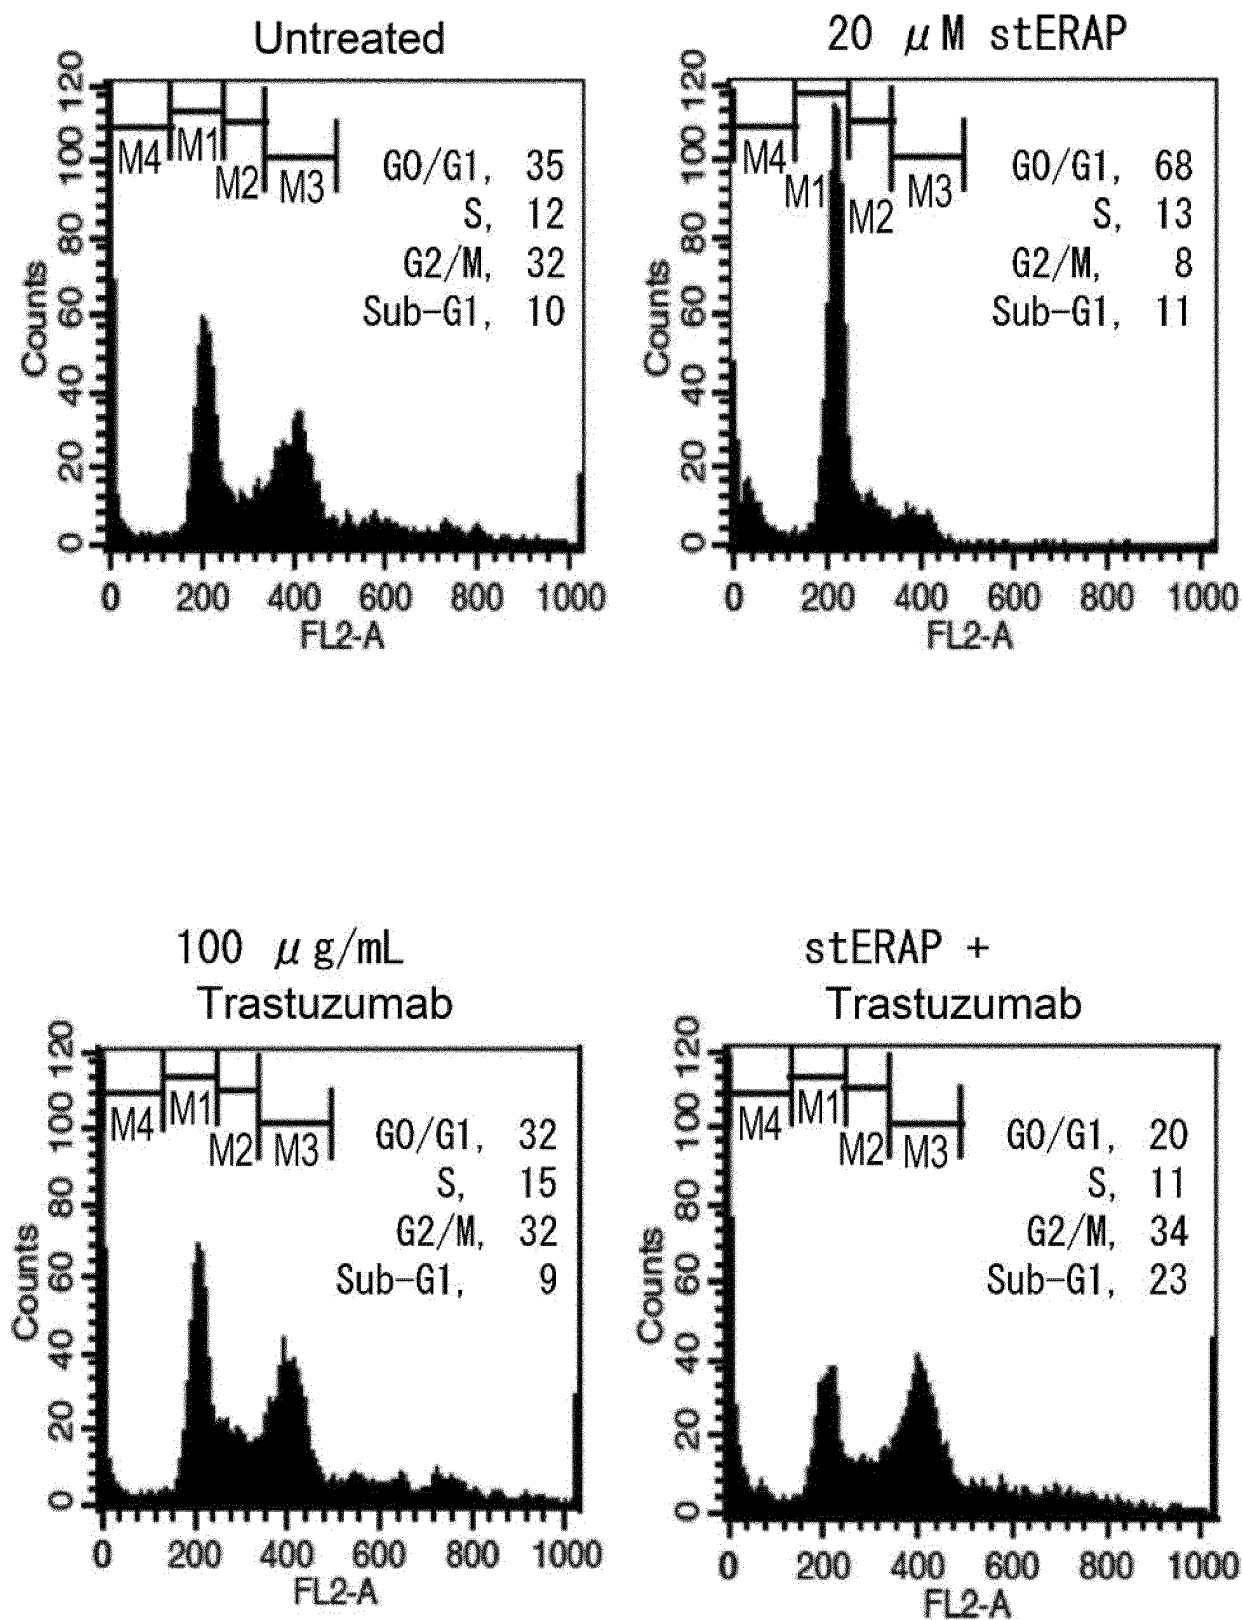 Untreated
120
100
80
60
40
20
0
Counts
M4
M1
M2
M3
G0/G1, 35
S, 12
G2/M, 32
Sub-G1, 10
0 200 400 600 800 1000
FL2-A
20 μM stERAP
120
100
80
60
40
20
0
Counts
M4
M1
M2
M3
G0/G1, 68
S, 13
G2/M, 8
Sub-G1, 11
0 200 400 600 800 1000
FL2-A
100 μg/mL
Trastuzumab
120
100
80
60
40
20
0
Counts
M4
M1
M2
M3
G0/G1, 32
S, 15
G2/M, 32
Sub-G1, 9
0 200 400 600 800 1000
FL2-A
stERAP +
Trastuzumab
120
100
80
60
40
20
0
Counts
M4
M1
M2
M3
G0/G1, 20
S, 11
G2/M, 34
Sub-G1, 23
0 200 400 600 800 1000
FL2-A